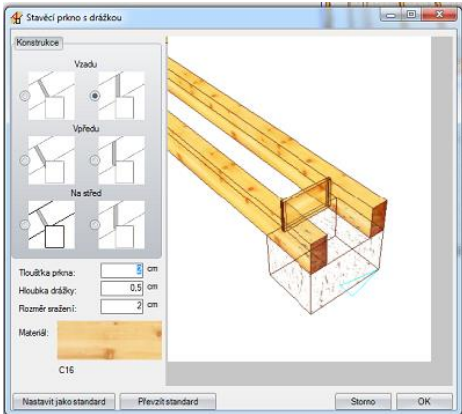 Stavěcí prkno s drážkou
Konstrukce
Vzadu
Vpředu
Na střed
Tloušťka prkna: cm
Hloubka drážky: 0,5 cm
Rozměr sražení: 2 cm
Materiál:
C16
Nastavit jako standard Převzít standard Storno OK